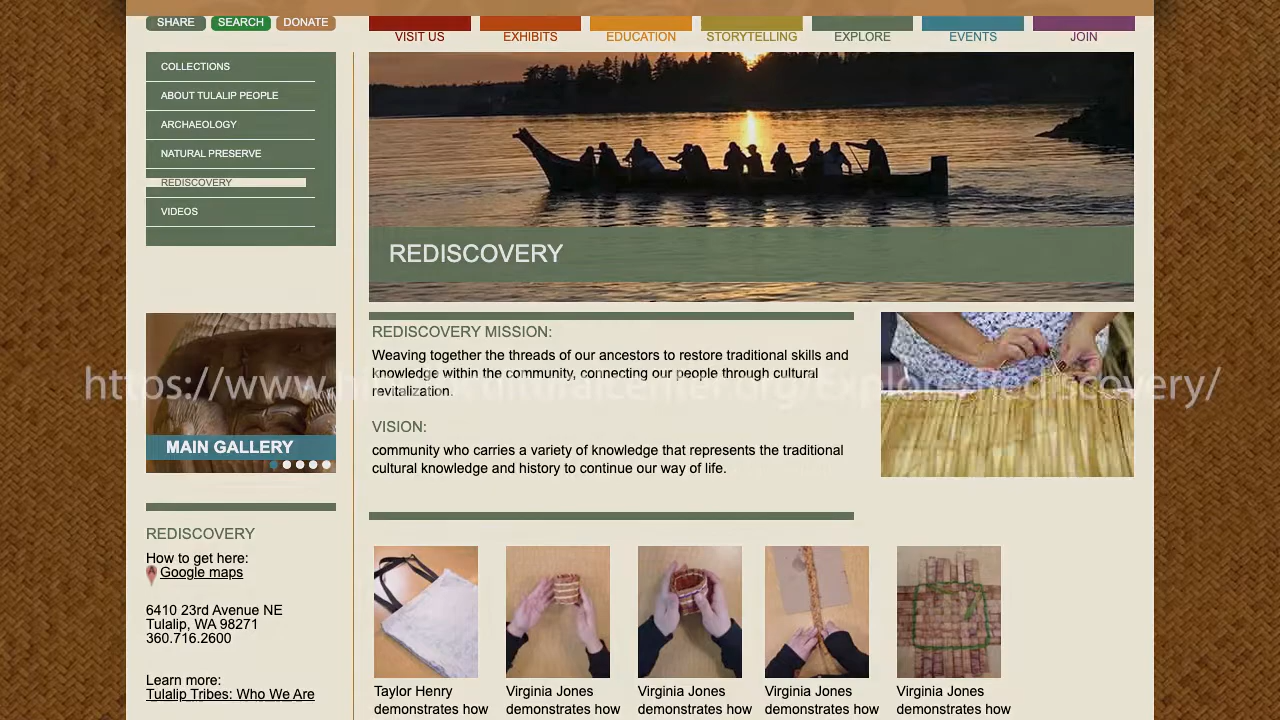 SHARE SEARCH DONATE
VISIT US EXHIBITS EDUCATION STORYTELLING EXPLORE EVENTS JOIN
COLLECTIONS
ABOUT TULALIP PEOPLE
ARCHAEOLOGY
NATURAL PRESERVE
REDISCOVERY
VIDEOS
REDISCOVERY
REDISCOVERY MISSION:
Weaving together the threads of our ancestors to restore traditional skills and
knowledge within the community, connecting our people through cultural
revitalization.
VISION:
community who carries a variety of knowledge that represents the traditional
cultural knowledge and history to continue our way of life.
MAIN GALLERY
REDISCOVERY
How to get here:
A Google maps
6410 23rd Avenue NE
Tulalip, WA 98271
360.716.2600
Learn more:
Tulalip Tribes: Who We Are
Taylor Henry
demonstrates how
Virginia Jones
demonstrates how
Virginia Jones
demonstrates how
Virginia Jones
demonstrates how
Virginia Jones
demonstrates how